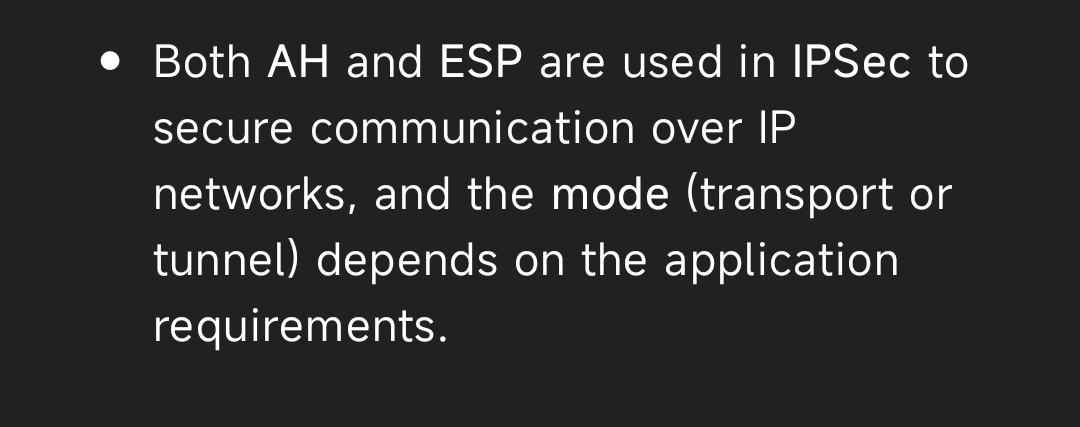 • Both AH and ESP are used in IPSec to
secure communication over IP
networks, and the mode (transport or
tunnel) depends on the application
requirements.